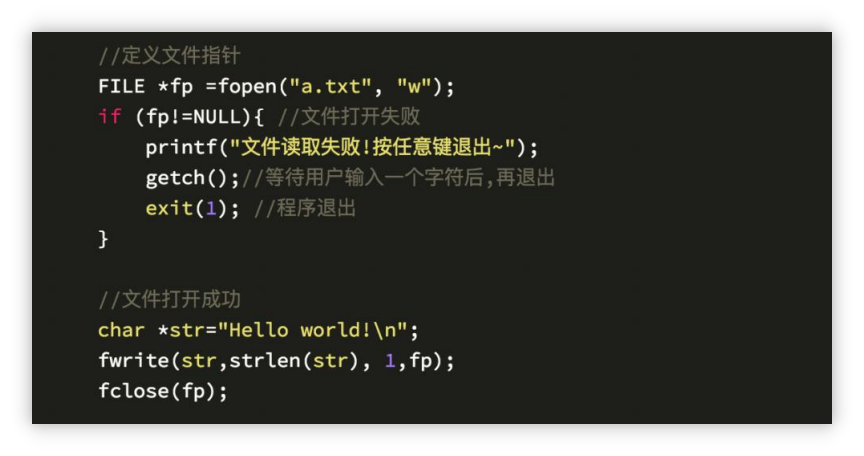 //定义文件指针
FILE *fp =fopen("a.txt", "w");
if (fp!=NULL){ //文件打开失败
    printf("文件读取失败!按任意键退出~");
    getch();//等待用户输入一个字符后,再退出
    exit(1); //程序退出
}
//文件打开成功
char *str="Hello world!\n";
fwrite(str,strlen(str), 1,fp);
fclose(fp);